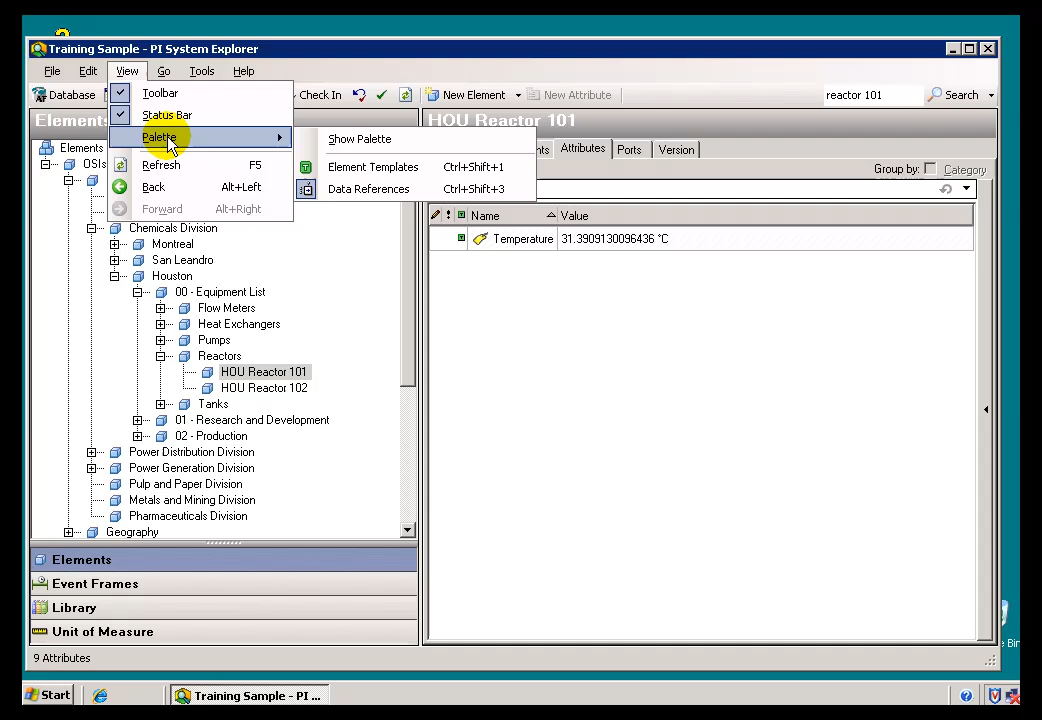 Training Sample - PI System Explorer
File Edit View Go Tools Help
Database Check In New Element New Attribute reactor 101 Search
Toolbar
Status Bar
Palette
Refresh F5
Back Alt+Left
Forward Alt+Right
Show Palette
Element Templates Ctrl+Shift+1
Data References Ctrl+Shift+3
Elements
HOU Reactor 101
Attributes Ports Version
Group by: Category
Name Value
Temperature 31.3909130096436 °C
Elements
Chemicals Division
Montreal
San Leandro
Houston
00 - Equipment List
Flow Meters
Heat Exchangers
Pumps
Reactors
HOU Reactor 101
HOU Reactor 102
Tanks
01 - Research and Development
02 - Production
Power Distribution Division
Power Generation Division
Pulp and Paper Division
Metals and Mining Division
Pharmaceuticals Division
Geography
Elements
Event Frames
Library
Unit of Measure
9 Attributes
Start Training Sample - PI ...